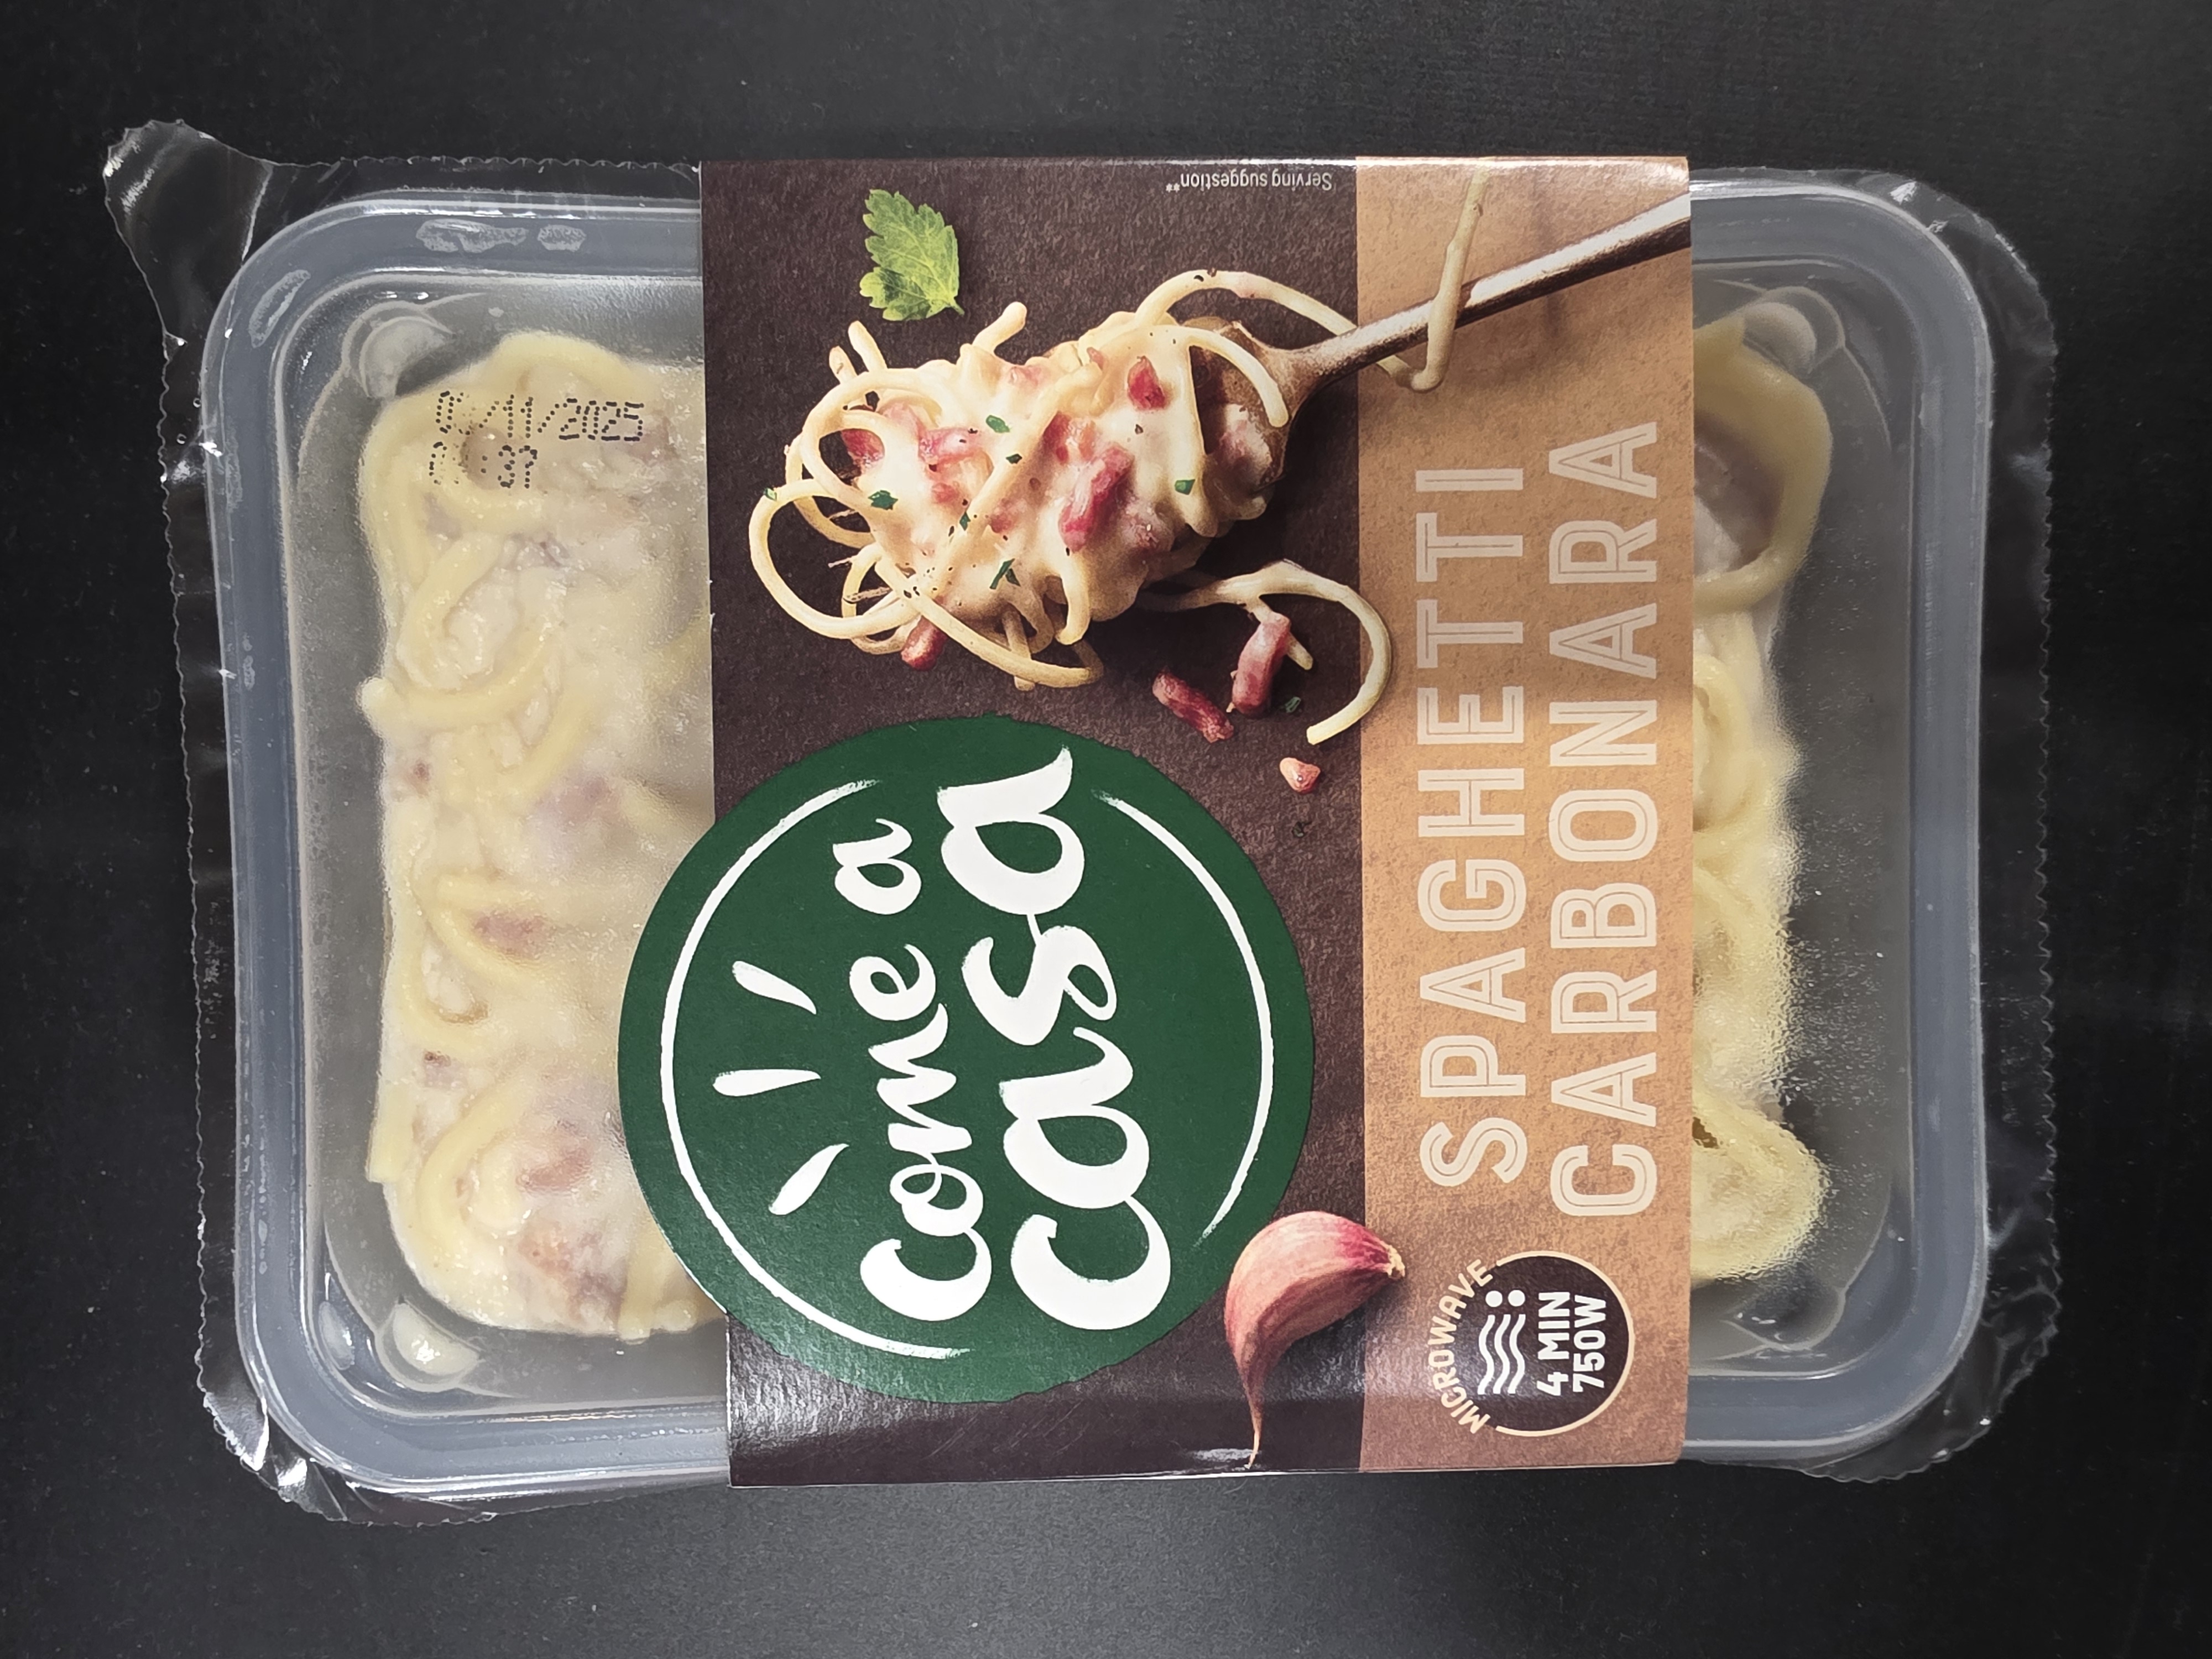 come a
casa
SPAGHETTI
CARBONARA
MICROWAVE
4 MIN
750W
Serving suggestion**